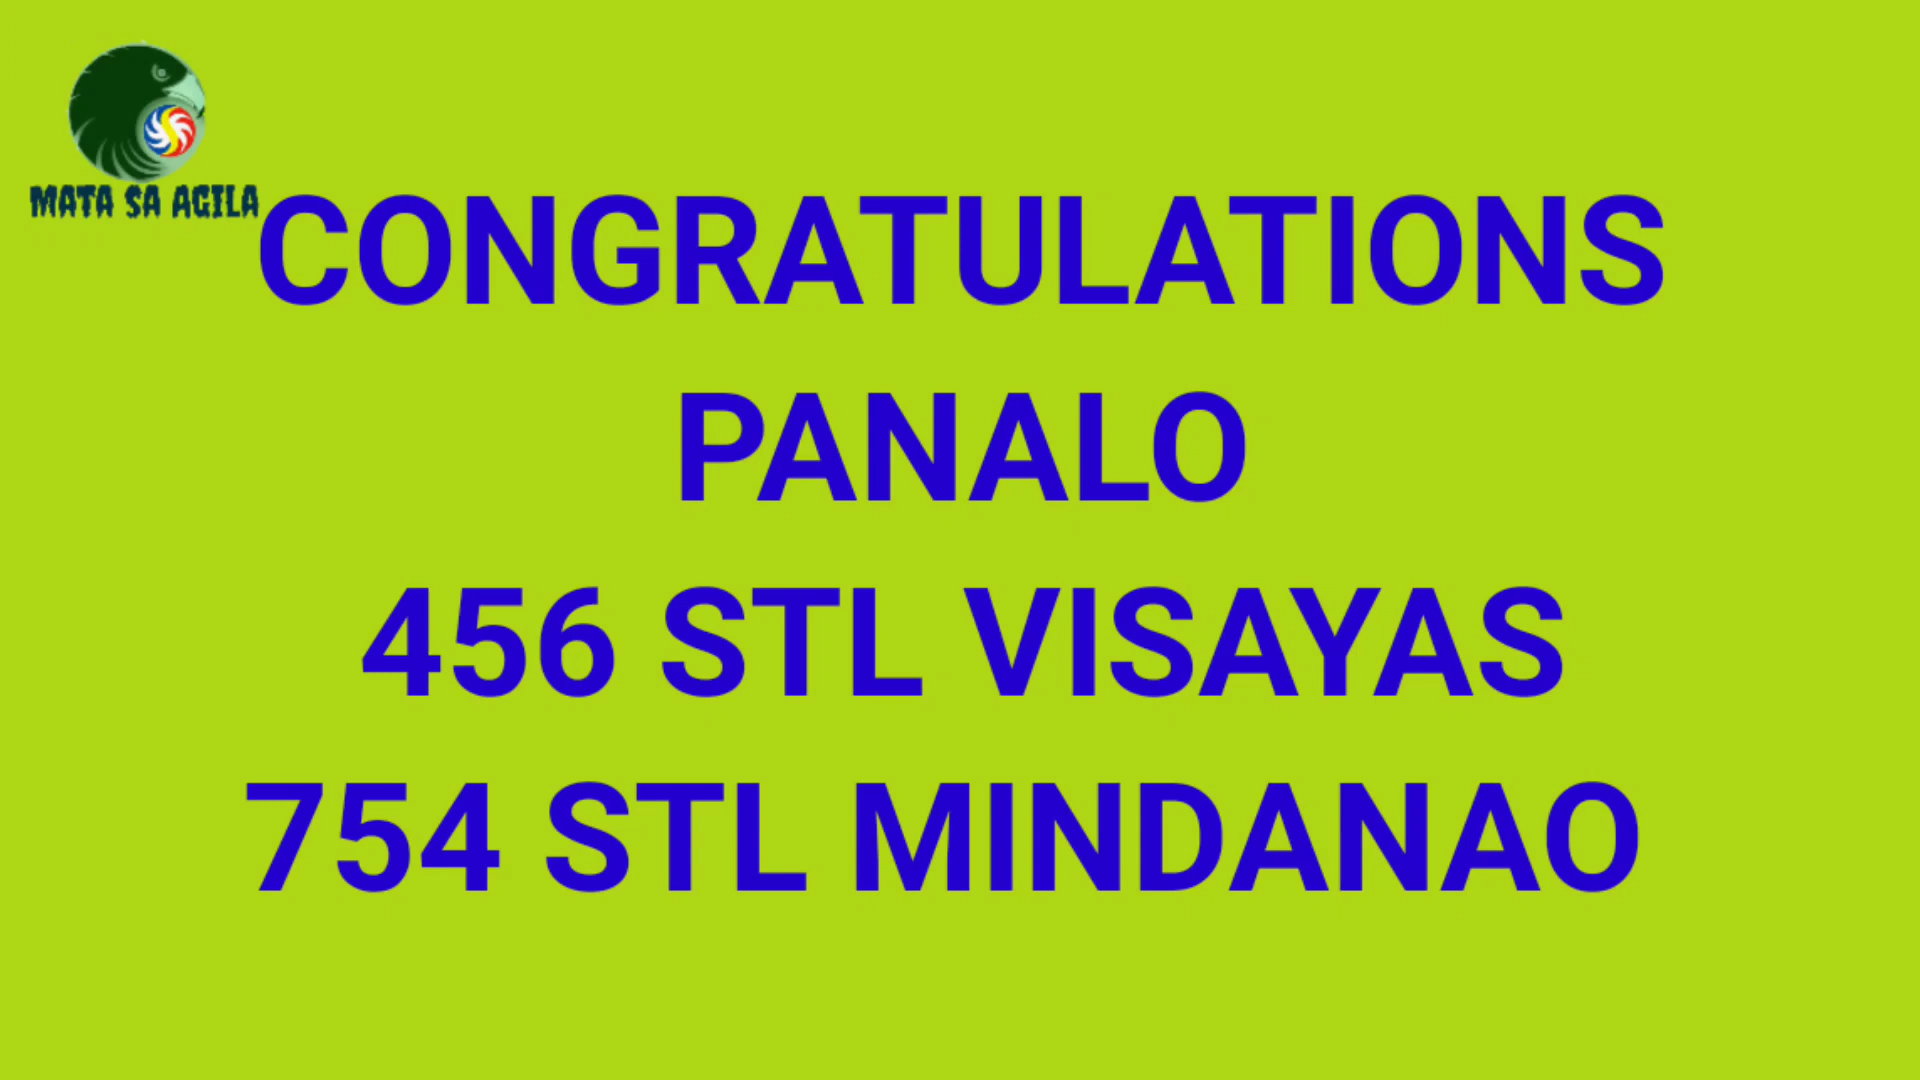 MATA SA AGILA
CONGRATULATIONS
PANALO
456 STL VISAYAS
754 STL MINDANAO